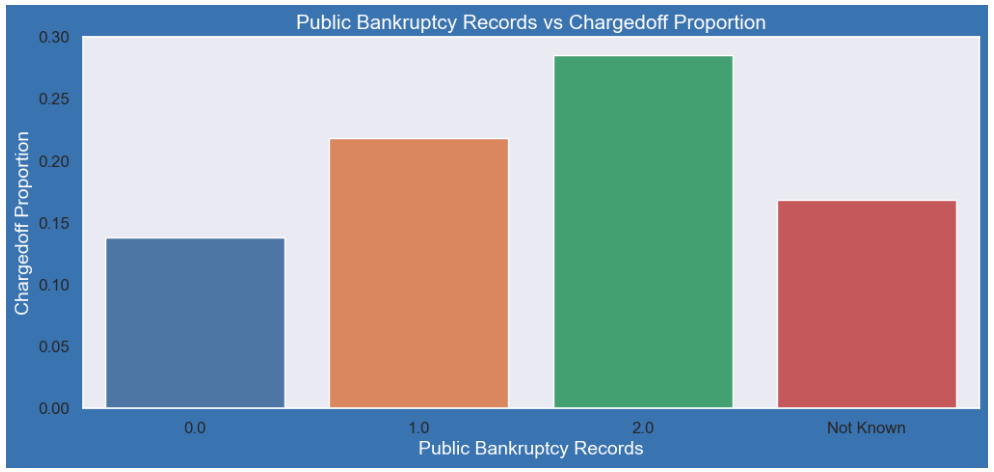 Public Bankruptcy Records vs Chargedoff Proportion
Chargedoff Proportion
0.30
0.25
0.20
0.15
0.10
0.05
0.00
0.0 1.0 2.0 Not Known
Public Bankruptcy Records